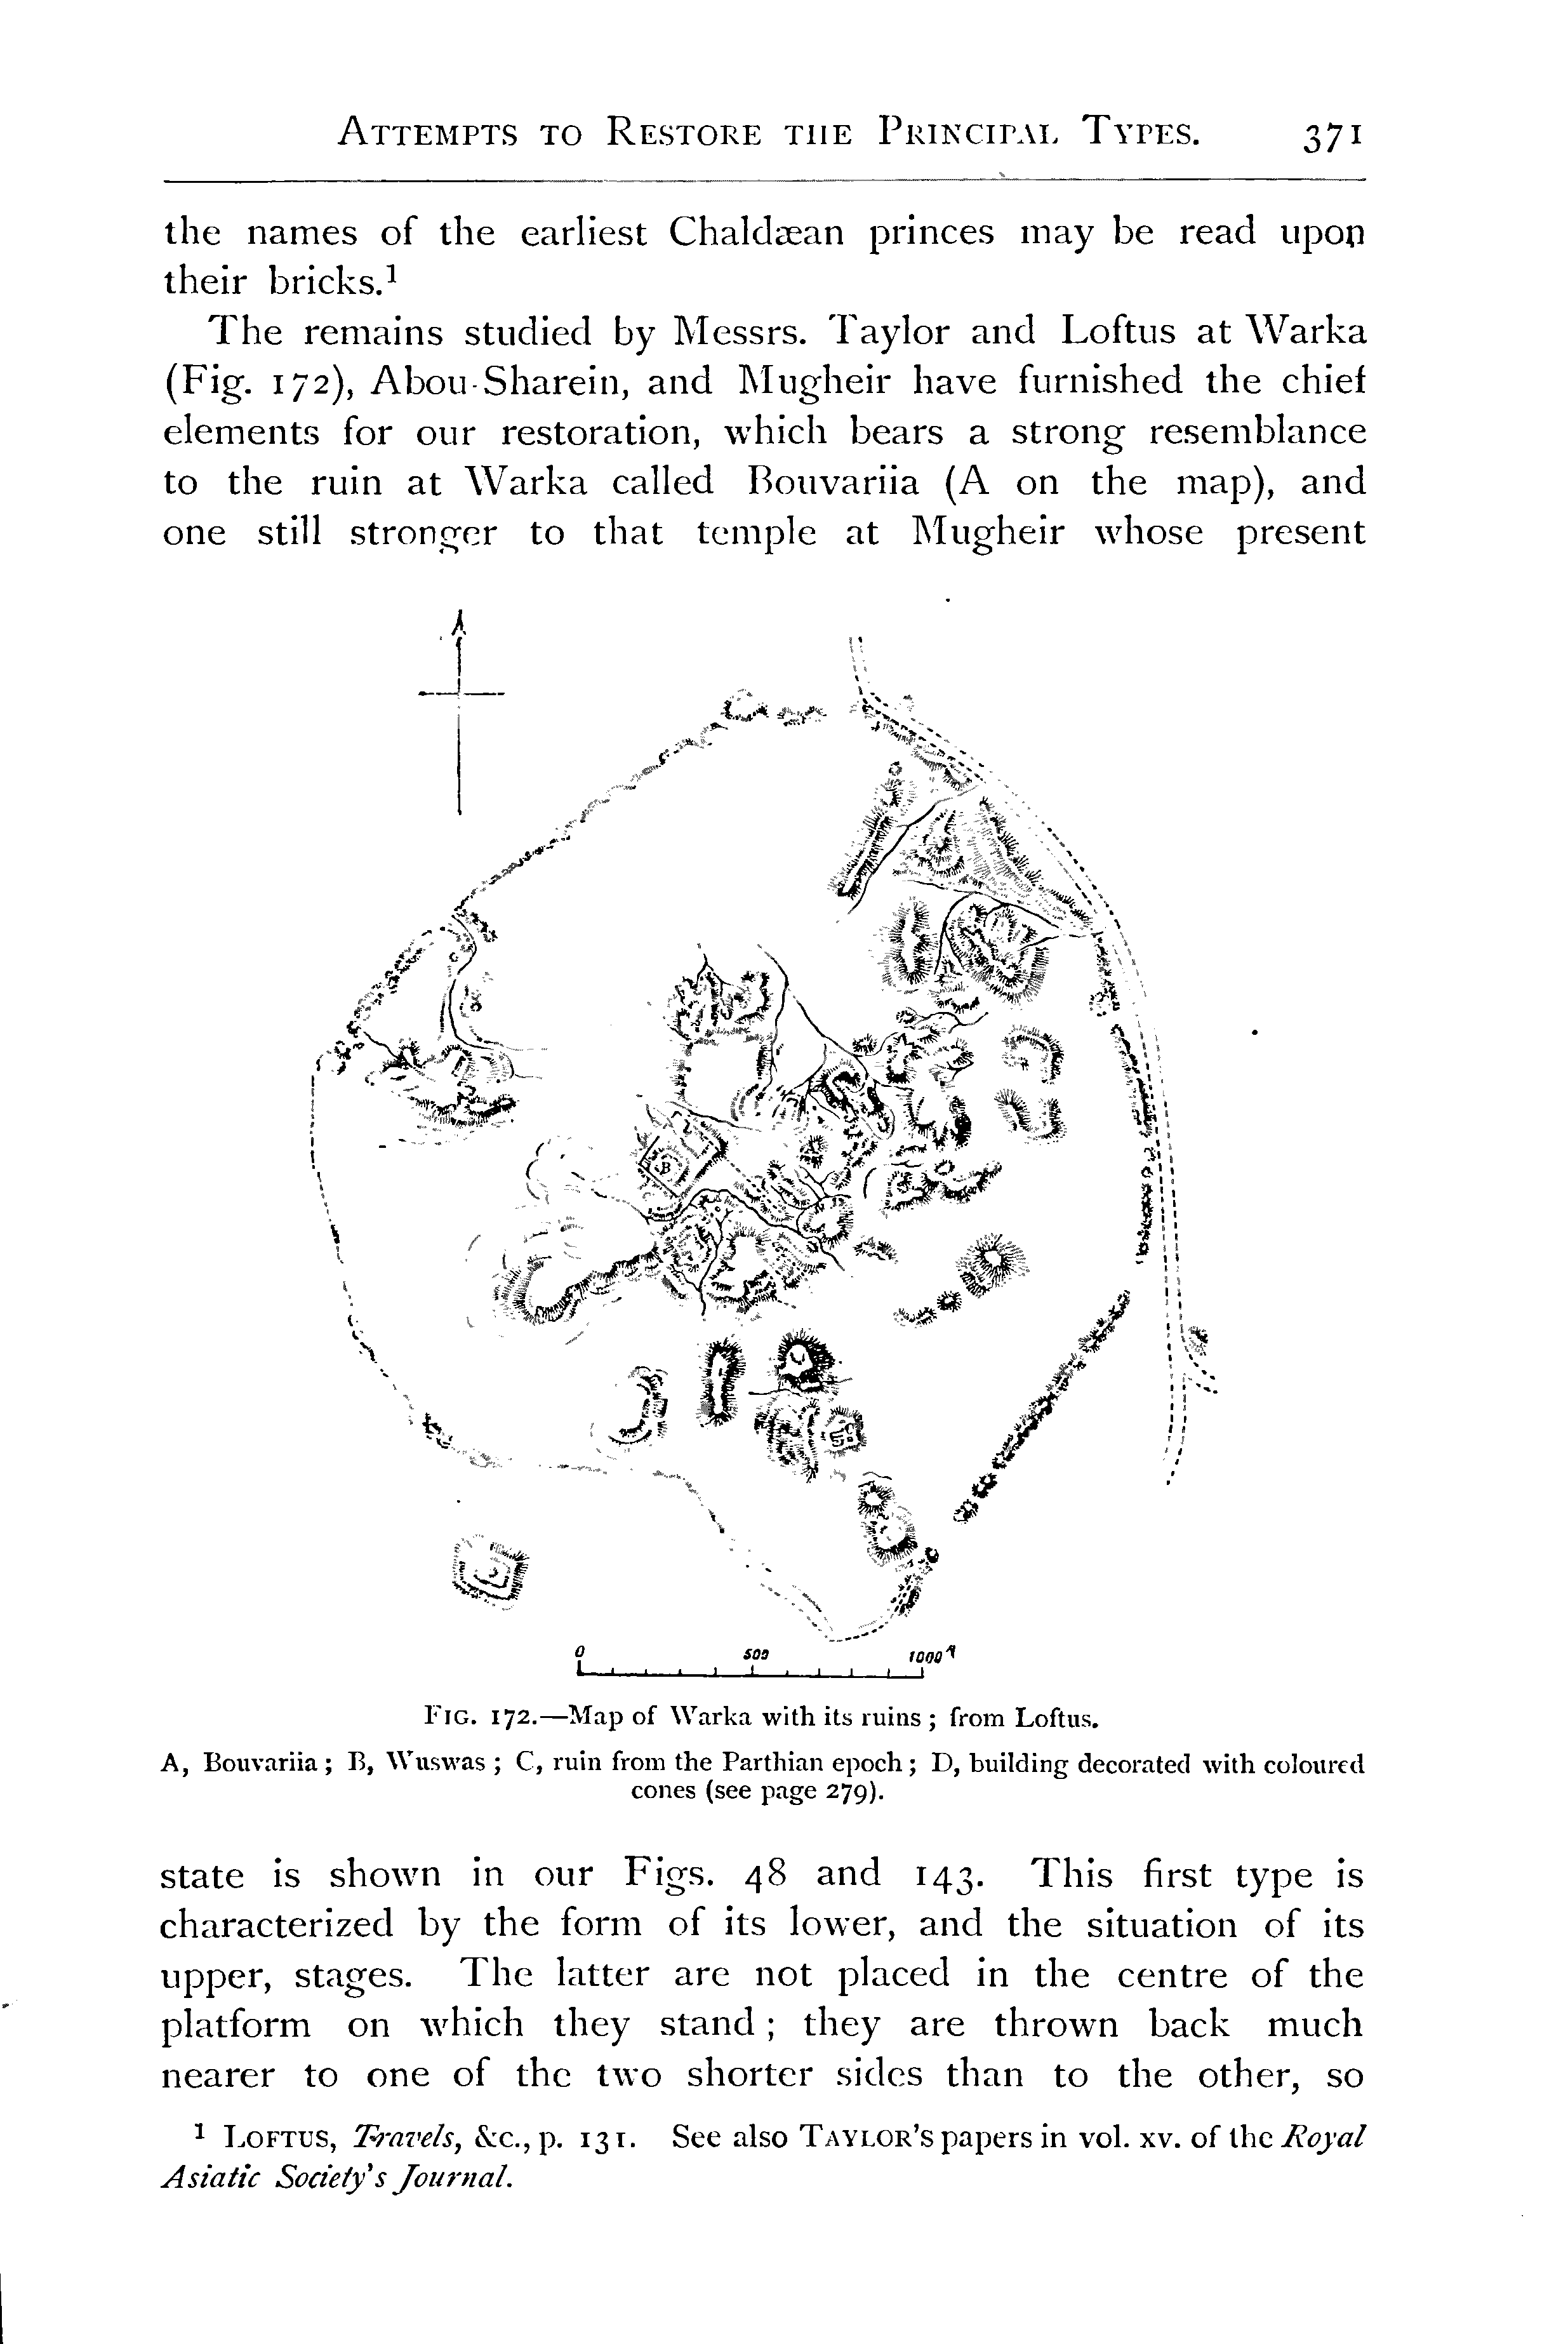 ATTEMPTS TO RESTORE THE PRINCIPAL TYPES. 371
the names of the earliest Chaldæan princes may be read upon
their bricks.¹
The remains studied by Messrs. Taylor and Loftus at Warka
(Fig. 172), Abou-Sharein, and Mugheir have furnished the chief
elements for our restoration, which bears a strong resemblance
to the ruin at Warka called Bouvariia (A on the map), and
one still stronger to that temple at Mugheir whose present
B
0 500 1000
FIG. 172.—Map of Warka with its ruins ; from Loftus.
A, Bouvariia ; B, Wuswas ; C, ruin from the Parthian epoch ; D, building decorated with coloured
cones (see page 279).
state is shown in our Figs. 48 and 143. This first type is
characterized by the form of its lower, and the situation of its
upper, stages. The latter are not placed in the centre of the
platform on which they stand ; they are thrown back much
nearer to one of the two shorter sides than to the other, so
¹ LOFTUS, Travels, &c., p. 131. See also TAYLOR'S papers in vol. xv. of the Royal
Asiatic Society's Journal.